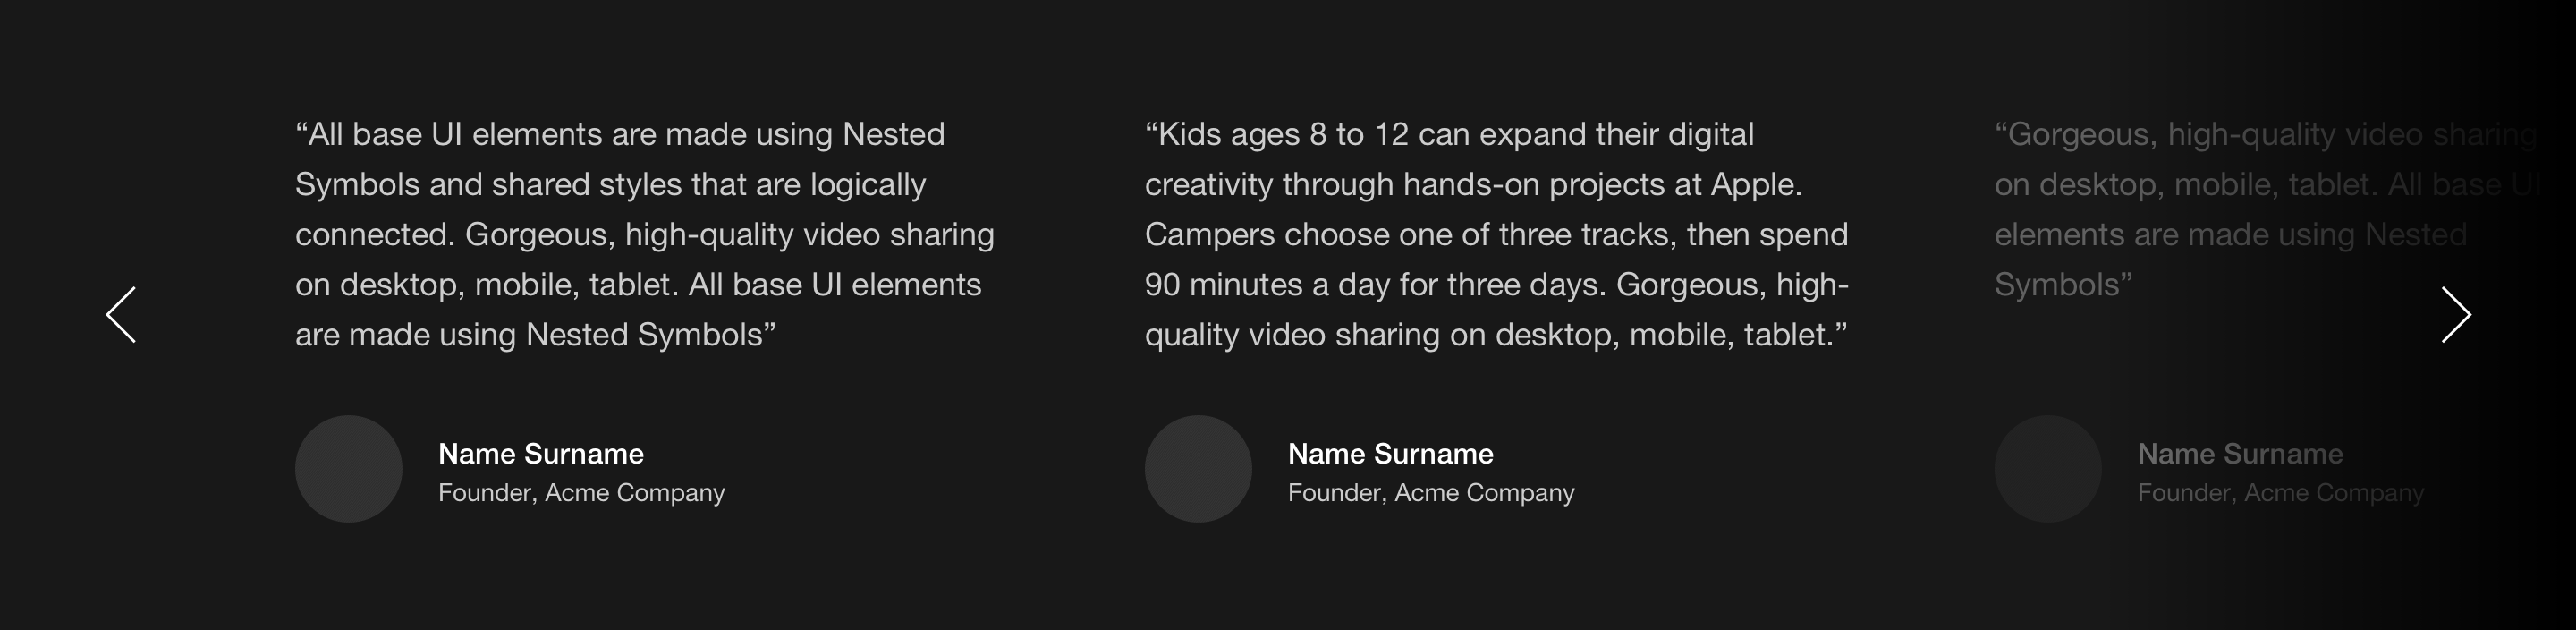 “All base UI elements are made using Nested
Symbols and shared styles that are logically
connected. Gorgeous, high-quality video sharing
on desktop, mobile, tablet. All base UI elements
are made using Nested Symbols”
Name Surname
Founder, Acme Company
“Kids ages 8 to 12 can expand their digital
creativity through hands-on projects at Apple.
Campers choose one of three tracks, then spend
90 minutes a day for three days. Gorgeous, high-
quality video sharing on desktop, mobile, tablet.”
Name Surname
Founder, Acme Company
“Gorgeous, high-quality video sharing
on desktop, mobile, tablet. All base UI
elements are made using Nested
Symbols”
Name Surname
Founder, Acme Company